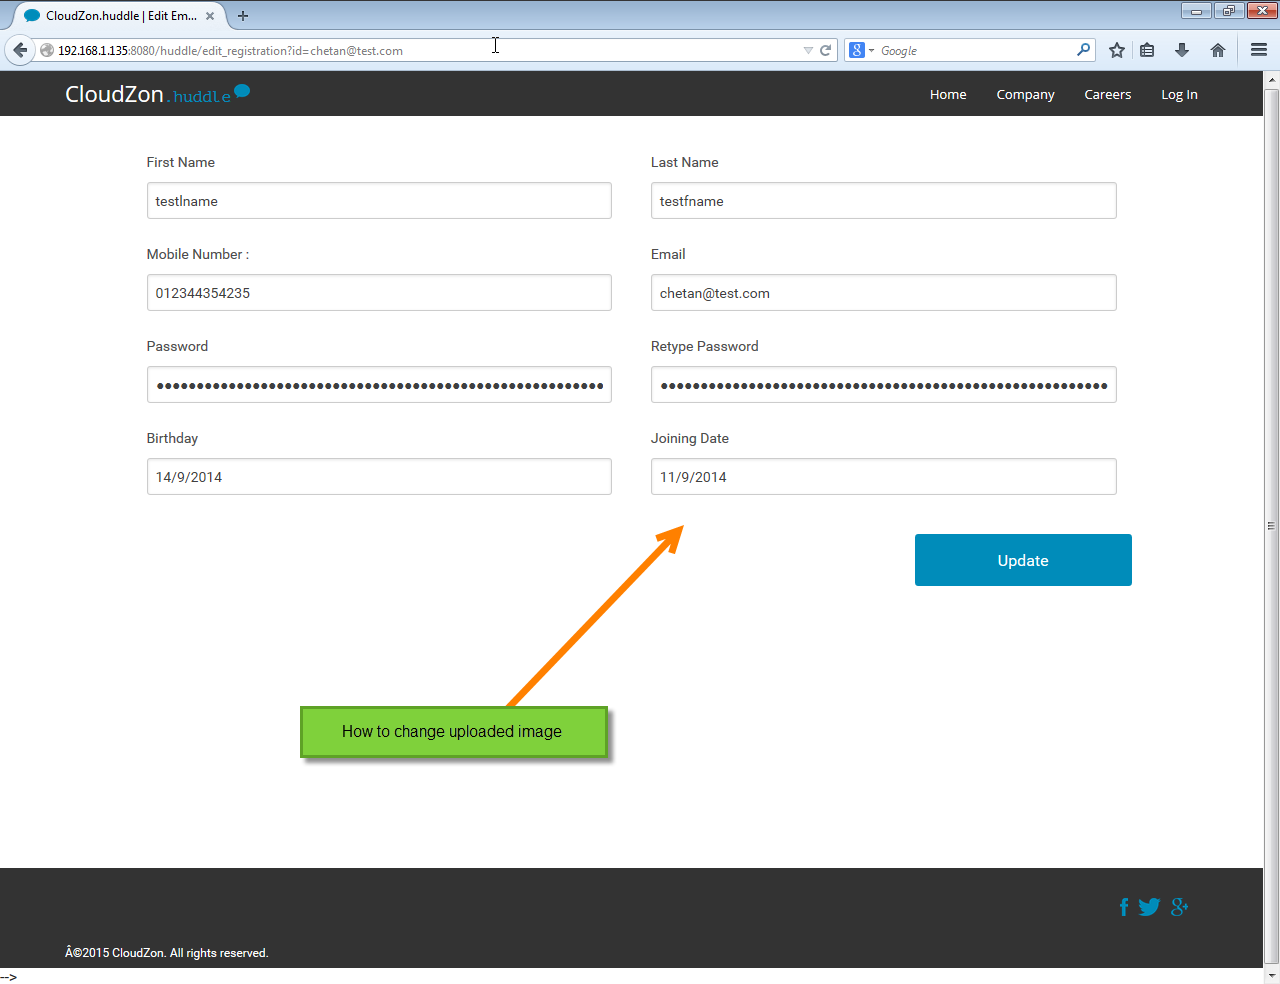 CloudZon.huddle | Edit Em...
192.168.1.135:8080/huddle/edit_registration?id=chetan@test.com
8
Google
CloudZon.huddle
Home
Company
Careers
Log In
First Name
Last Name
testlname
testfname
Mobile Number :
Email
012344354235
chetan@test.com
Password
Retype Password
Birthday
Joining Date
14/9/2014
11/9/2014
Update
How to change uploaded image
©2015 CloudZon. All rights reserved.
-->